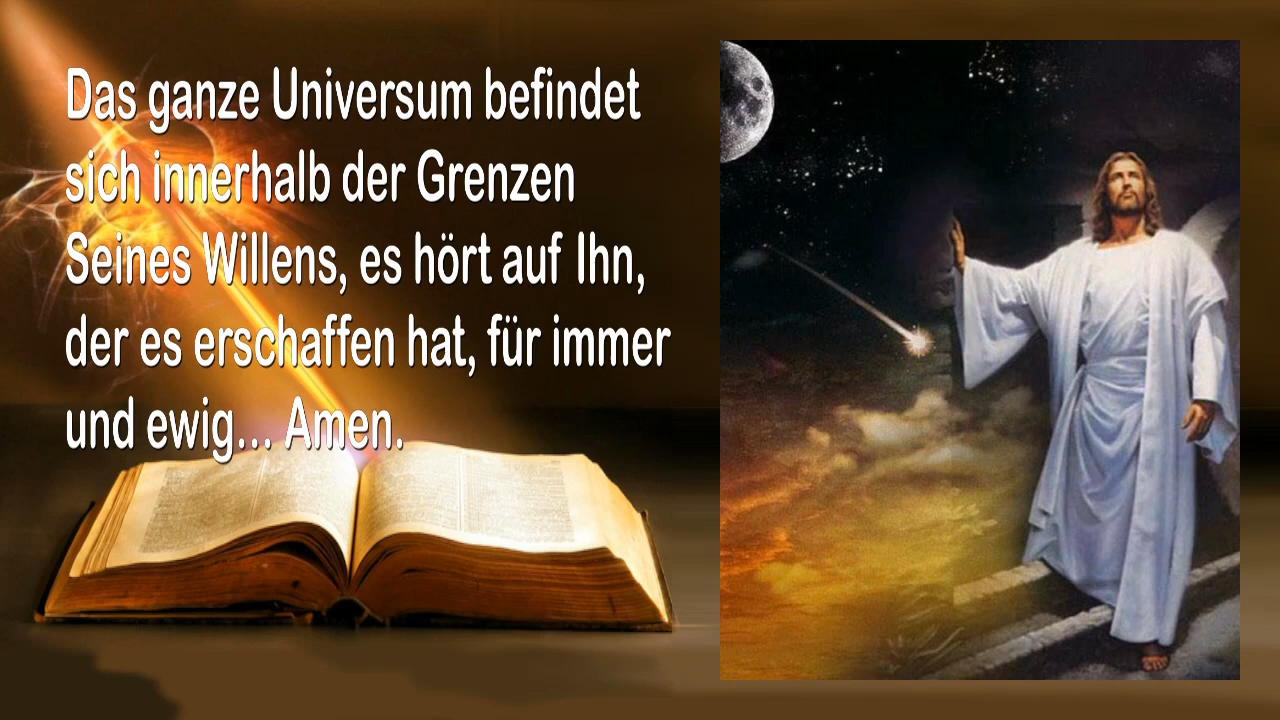 Das ganze Universum befindet
sich innerhalb der Grenzen
Seines Willens, es hört auf Ihn,
der es erschaffen hat, für immer
und ewig... Amen.